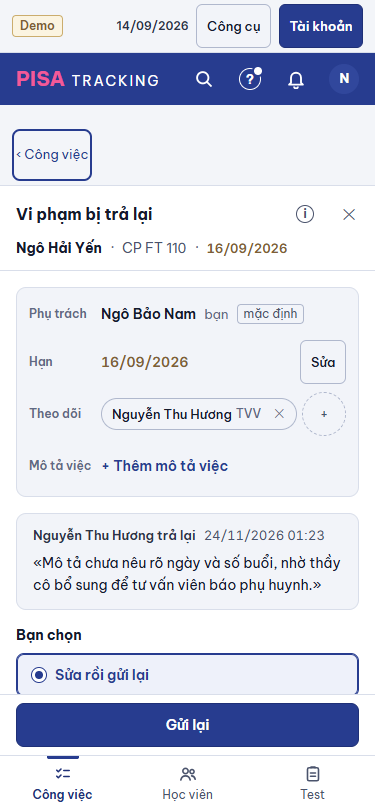 Demo 14/09/2026 Công cụ Tài khoản
PISA TRACKING ? N
‹ Công việc
Vi phạm bị trả lại i
Ngô Hải Yến · CP FT 110 · 16/09/2026
Phụ trách Ngô Bảo Nam bạn mặc định
Hạn 16/09/2026 Sửa
Theo dõi Nguyễn Thu Hương TVV +
Mô tả việc + Thêm mô tả việc
Nguyễn Thu Hương trả lại 24/11/2026 01:23
«Mô tả chưa nêu rõ ngày và số buổi, nhờ thầy
cô bổ sung để tư vấn viên báo phụ huynh.»
Bạn chọn
Sửa rồi gửi lại
Gửi lại
Công việc Học viên Test